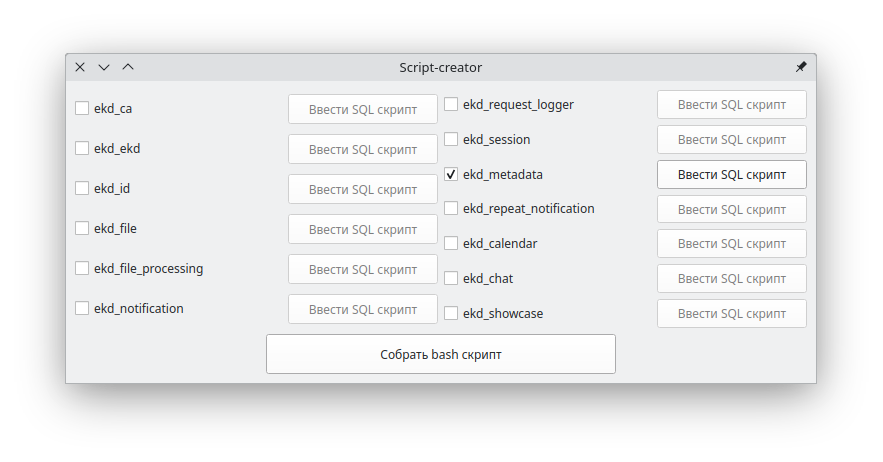 Script-creator
ekd_ca Ввести SQL скрипт
ekd_ekd Ввести SQL скрипт
ekd_id Ввести SQL скрипт
ekd_file Ввести SQL скрипт
ekd_file_processing Ввести SQL скрипт
ekd_notification Ввести SQL скрипт
ekd_request_logger Ввести SQL скрипт
ekd_session Ввести SQL скрипт
ekd_metadata Ввести SQL скрипт
ekd_repeat_notification Ввести SQL скрипт
ekd_calendar Ввести SQL скрипт
ekd_chat Ввести SQL скрипт
ekd_showcase Ввести SQL скрипт
Собрать bash скрипт